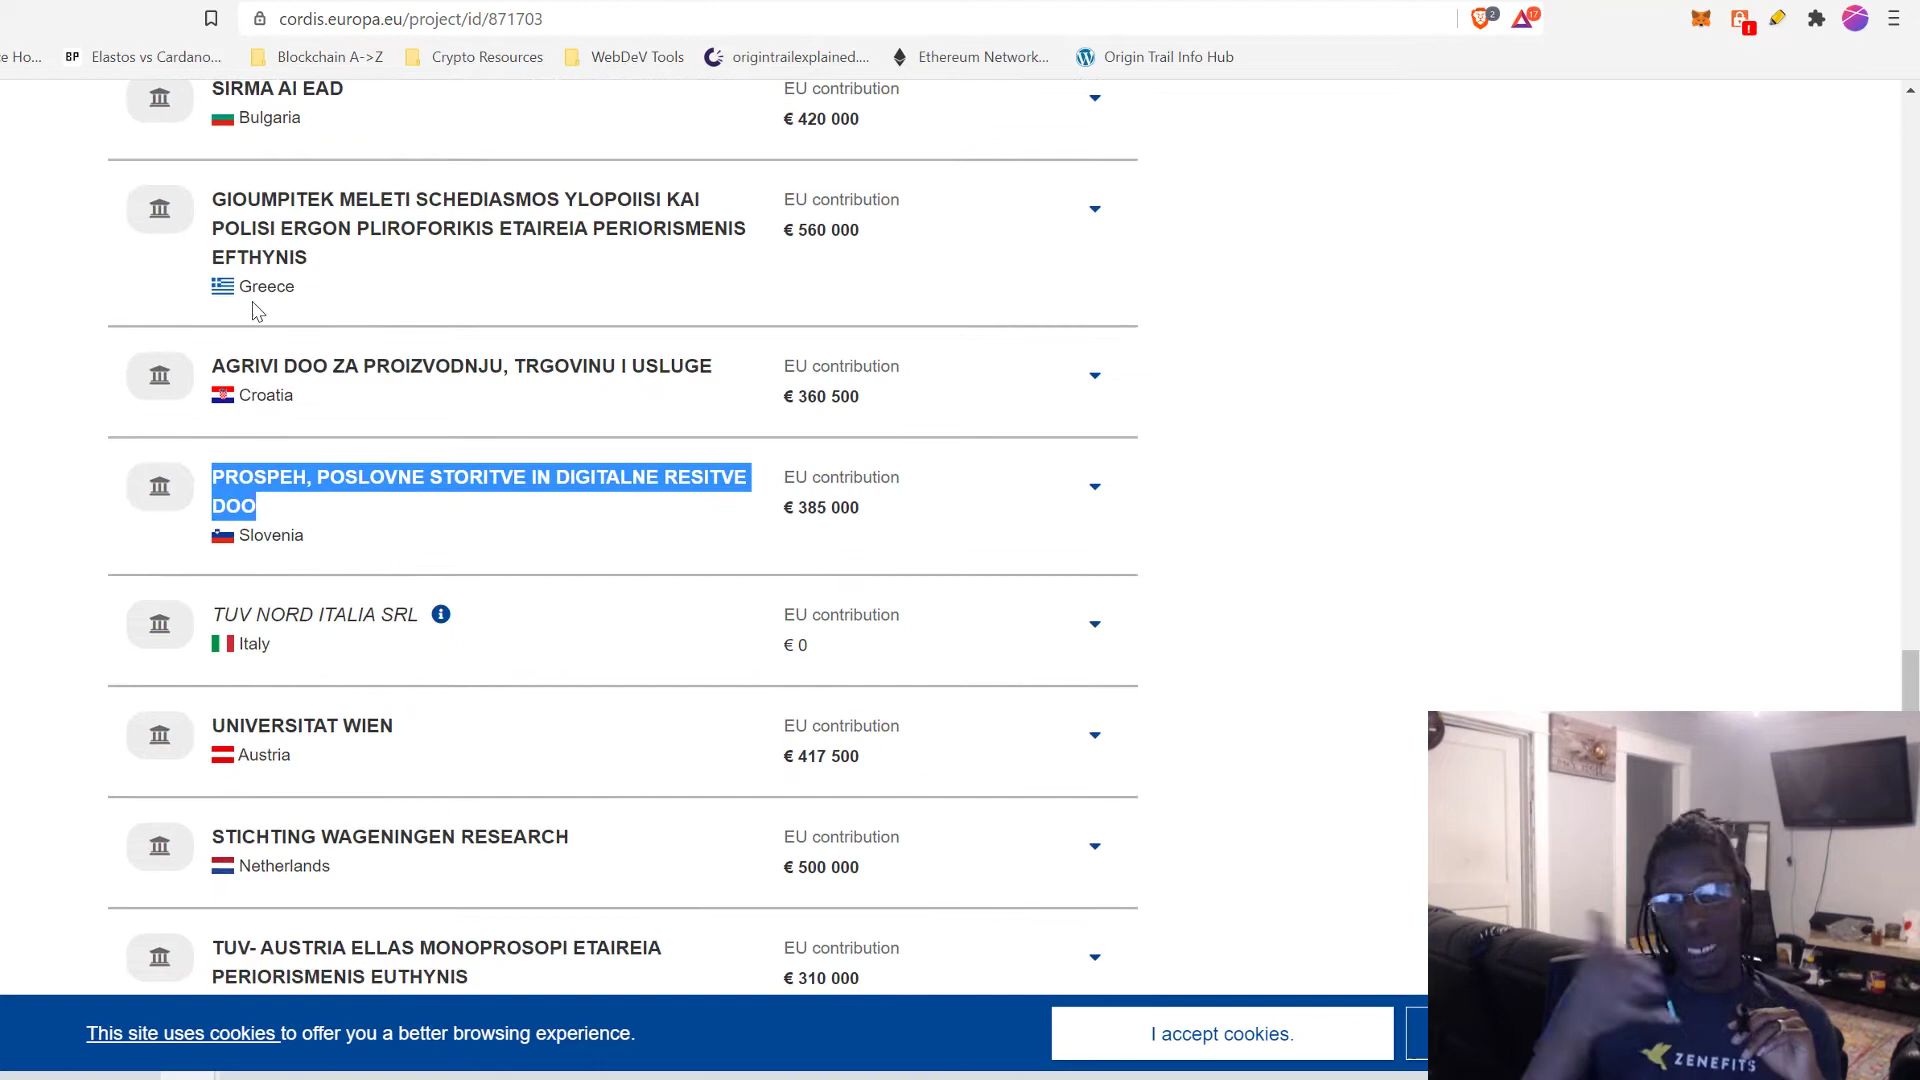 cordis.europa.eu/project/id/871703
2
17
ce Ho...
BP Elastos vs Cardano...
Blockchain A->Z
Crypto Resources
WebDeV Tools
origintrailexplained....
Ethereum Network...
Origin Trail Info Hub
SIRMA AI EAD
Bulgaria
EU contribution
€ 420 000
GIOUMPITEK MELETI SCHEDIASMOS YLOPOIISI KAI
POLISI ERGON PLIROFORIKIS ETAIREIA PERIORISMENIS
EFTHYNIS
Greece
EU contribution
€ 560 000
AGRIVI DOO ZA PROIZVODNJU, TRGOVINU I USLUGE
Croatia
EU contribution
€ 360 500
PROSPEH, POSLOVNE STORITVE IN DIGITALNE RESITVE
DOO
Slovenia
EU contribution
€ 385 000
TUV NORD ITALIA SRL
Italy
EU contribution
€ 0
UNIVERSITAT WIEN
Austria
EU contribution
€ 417 500
STICHTING WAGENINGEN RESEARCH
Netherlands
EU contribution
€ 500 000
TUV- AUSTRIA ELLAS MONOPROSOPI ETAIREIA
PERIORISMENIS EUTHYNIS
EU contribution
€ 310 000
This site uses cookies to offer you a better browsing experience.
I accept cookies.
ZENEFITS